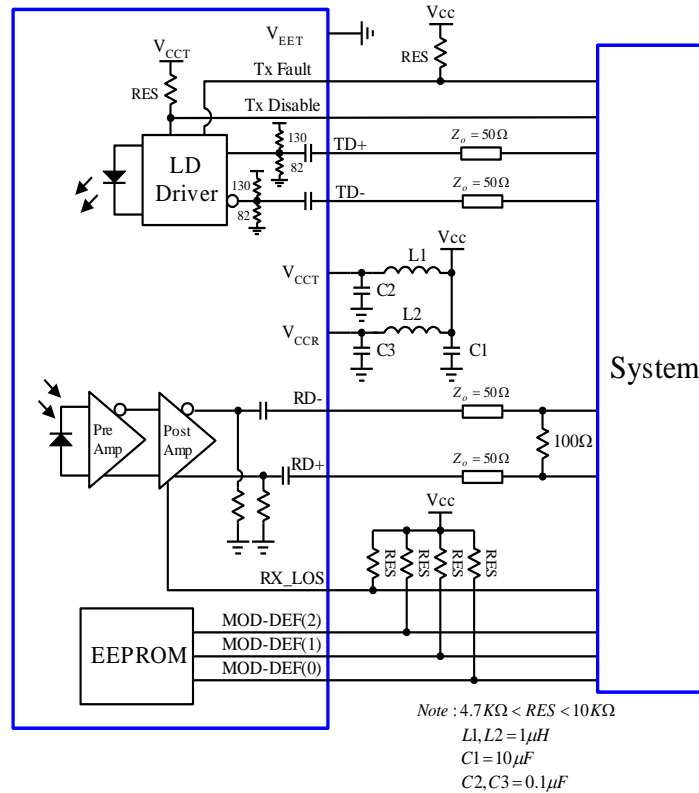 Vcc
V_EET
V_CCT
RES
Tx Fault
RES
Tx Disable
LD
Driver
130
82
TD+
Z_o = 50Ω
130
82
TD-
Z_o = 50Ω
Vcc
L1
V_CCT
C2
L2
V_CCR
C3
C1
System
RD-
Z_o = 50Ω
Pre
Amp
Post
Amp
100Ω
RD+
Z_o = 50Ω
Vcc
RES
RES
RES
RES
RX_LOS
EEPROM
MOD-DEF(2)
MOD-DEF(1)
MOD-DEF(0)
Note : 4.7KΩ < RES < 10KΩ
L1, L2 = 1μH
C1 = 10μF
C2, C3 = 0.1μF